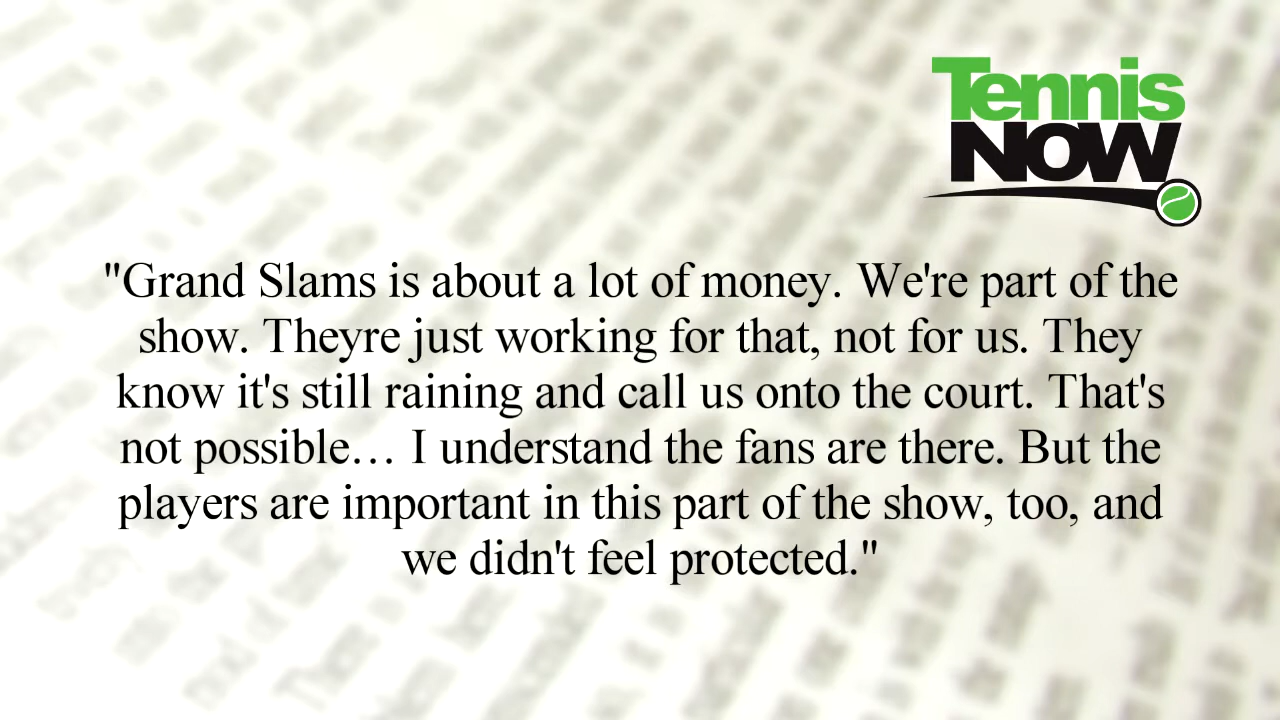 Tennis
NOW
"Grand Slams is about a lot of money. We're part of the
show. Theyre just working for that, not for us. They
know it's still raining and call us onto the court. That's
not possible… I understand the fans are there. But the
players are important in this part of the show, too, and
we didn't feel protected."